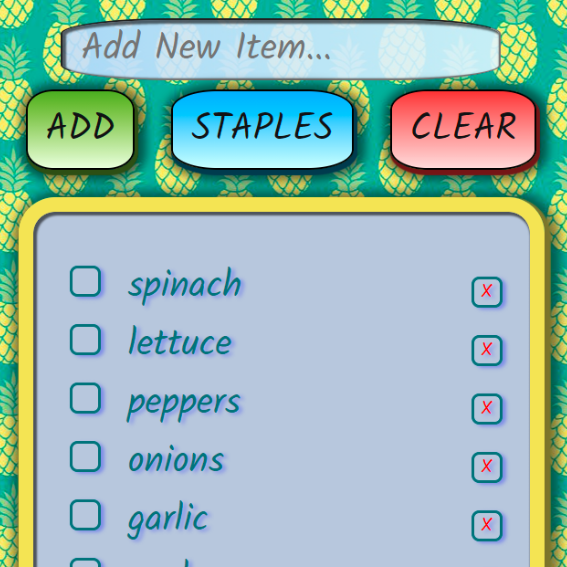 Add New Item...
ADD STAPLES CLEAR
spinach X
lettuce X
peppers X
onions X
garlic X